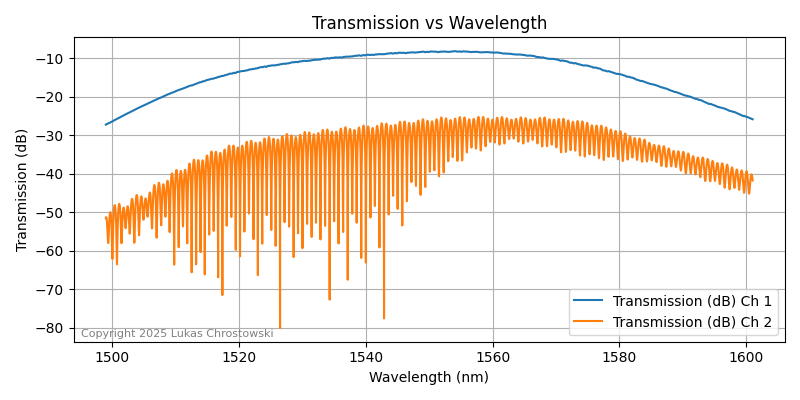 Transmission vs Wavelength
Transmission (dB)
−10
−20
−30
−40
−50
−60
−70
−80
Copyright 2025 Lukas Chrostowski
Transmission (dB) Ch 1
Transmission (dB) Ch 2
1500 1520 1540 1560 1580 1600
Wavelength (nm)